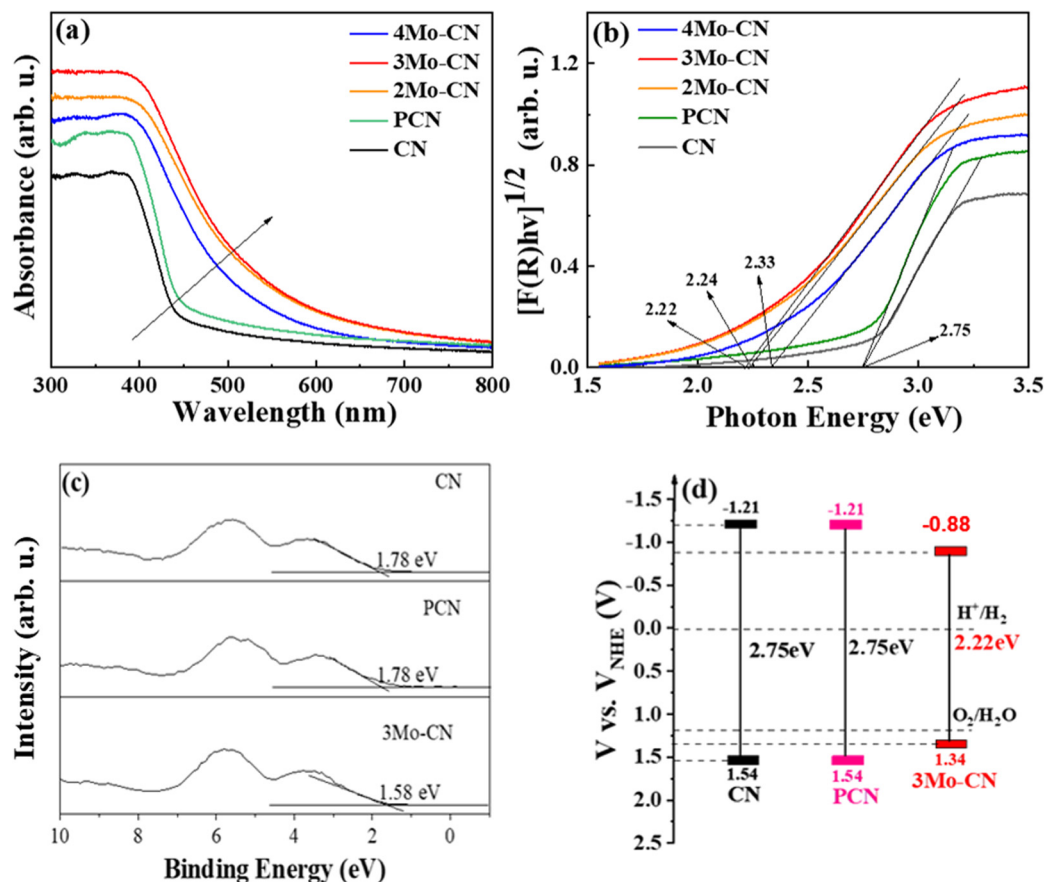 (a)
4Mo-CN
3Mo-CN
2Mo-CN
PCN
CN
Absorbance (arb. u.)
300 400 500 600 700 800
Wavelength (nm)
(b)
4Mo-CN
3Mo-CN
2Mo-CN
PCN
CN
[F(R)hv]^1/2 (arb. u.)
1.2
0.8
0.4
0.0
2.22
2.24
2.33
2.75
1.5 2.0 2.5 3.0 3.5
Photon Energy (eV)
(c)
CN
1.78 eV
PCN
1.78 eV
3Mo-CN
1.58 eV
Intensity (arb. u.)
10 8 6 4 2 0
Binding Energy (eV)
(d)
V vs. V_NHE (V)
-1.5
-1.0
-0.5
0.0
0.5
1.0
1.5
2.0
2.5
-1.21
-1.21
-0.88
H⁺/H₂
2.75eV
2.75eV
2.22eV
O₂/H₂O
1.54
1.54
1.34
CN
PCN
3Mo-CN